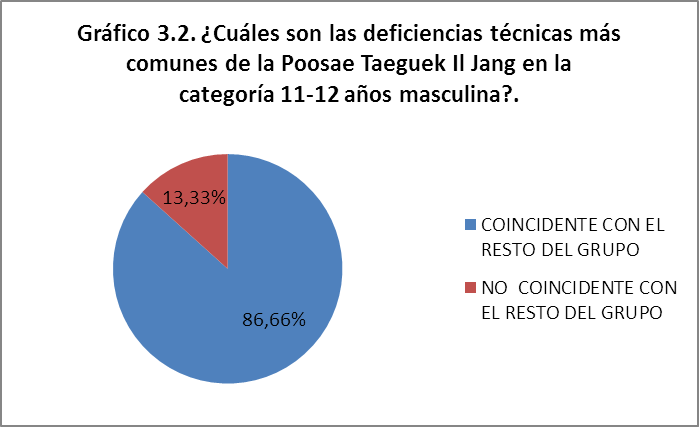 Gráfico 3.2. ¿Cuáles son las deficiencias técnicas más
comunes de la Poosae Taeguek Il Jang en la
categoría 11-12 años masculina?.
13,33%
86,66%
COINCIDENTE CON EL
RESTO DEL GRUPO
NO COINCIDENTE CON
EL RESTO DEL GRUPO